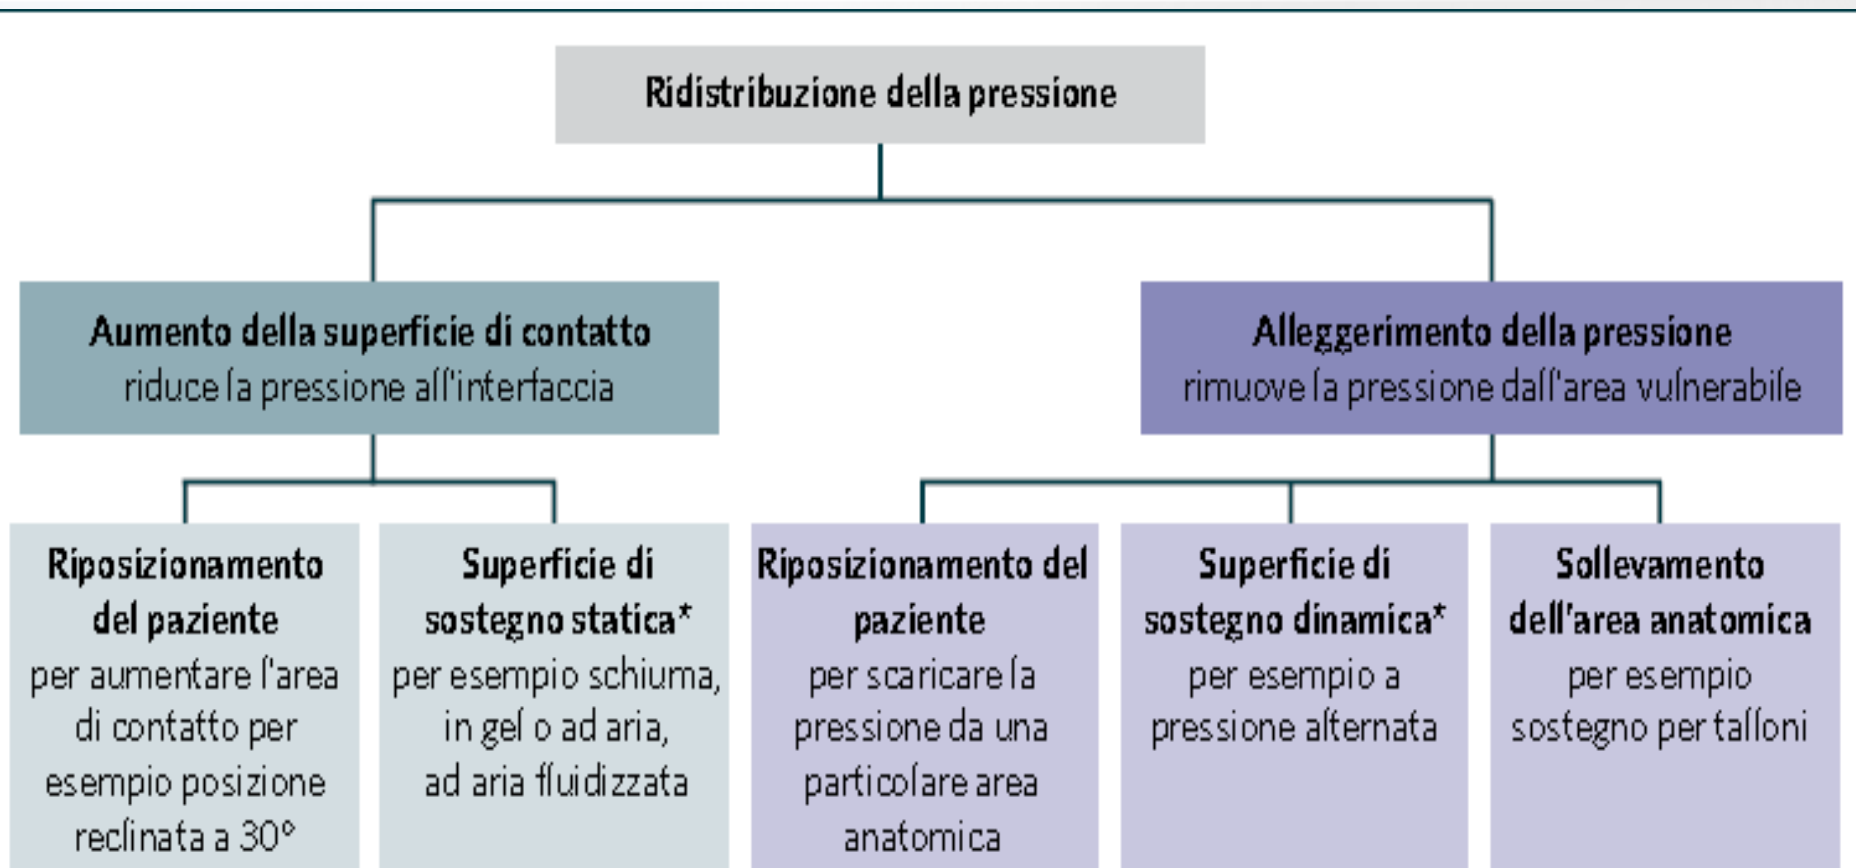 Ridistribuzione della pressione
Aumento della superficie di contatto
riduce la pressione all'interfaccia
Alleggerimento della pressione
rimuove la pressione dall'area vulnerabile
Riposizionamento
del paziente
per aumentare l'area
di contatto per
esempio posizione
reclinata a 30°
Superficie di
sostegno statica*
per esempio schiuma,
in gel o ad aria,
ad aria fluidizzata
Riposizionamento del
paziente
per scaricare la
pressione da una
particolare area
anatomica
Superficie di
sostegno dinamica*
per esempio a
pressione alternata
Sollevamento
dell'area anatomica
per esempio
sostegno per talloni